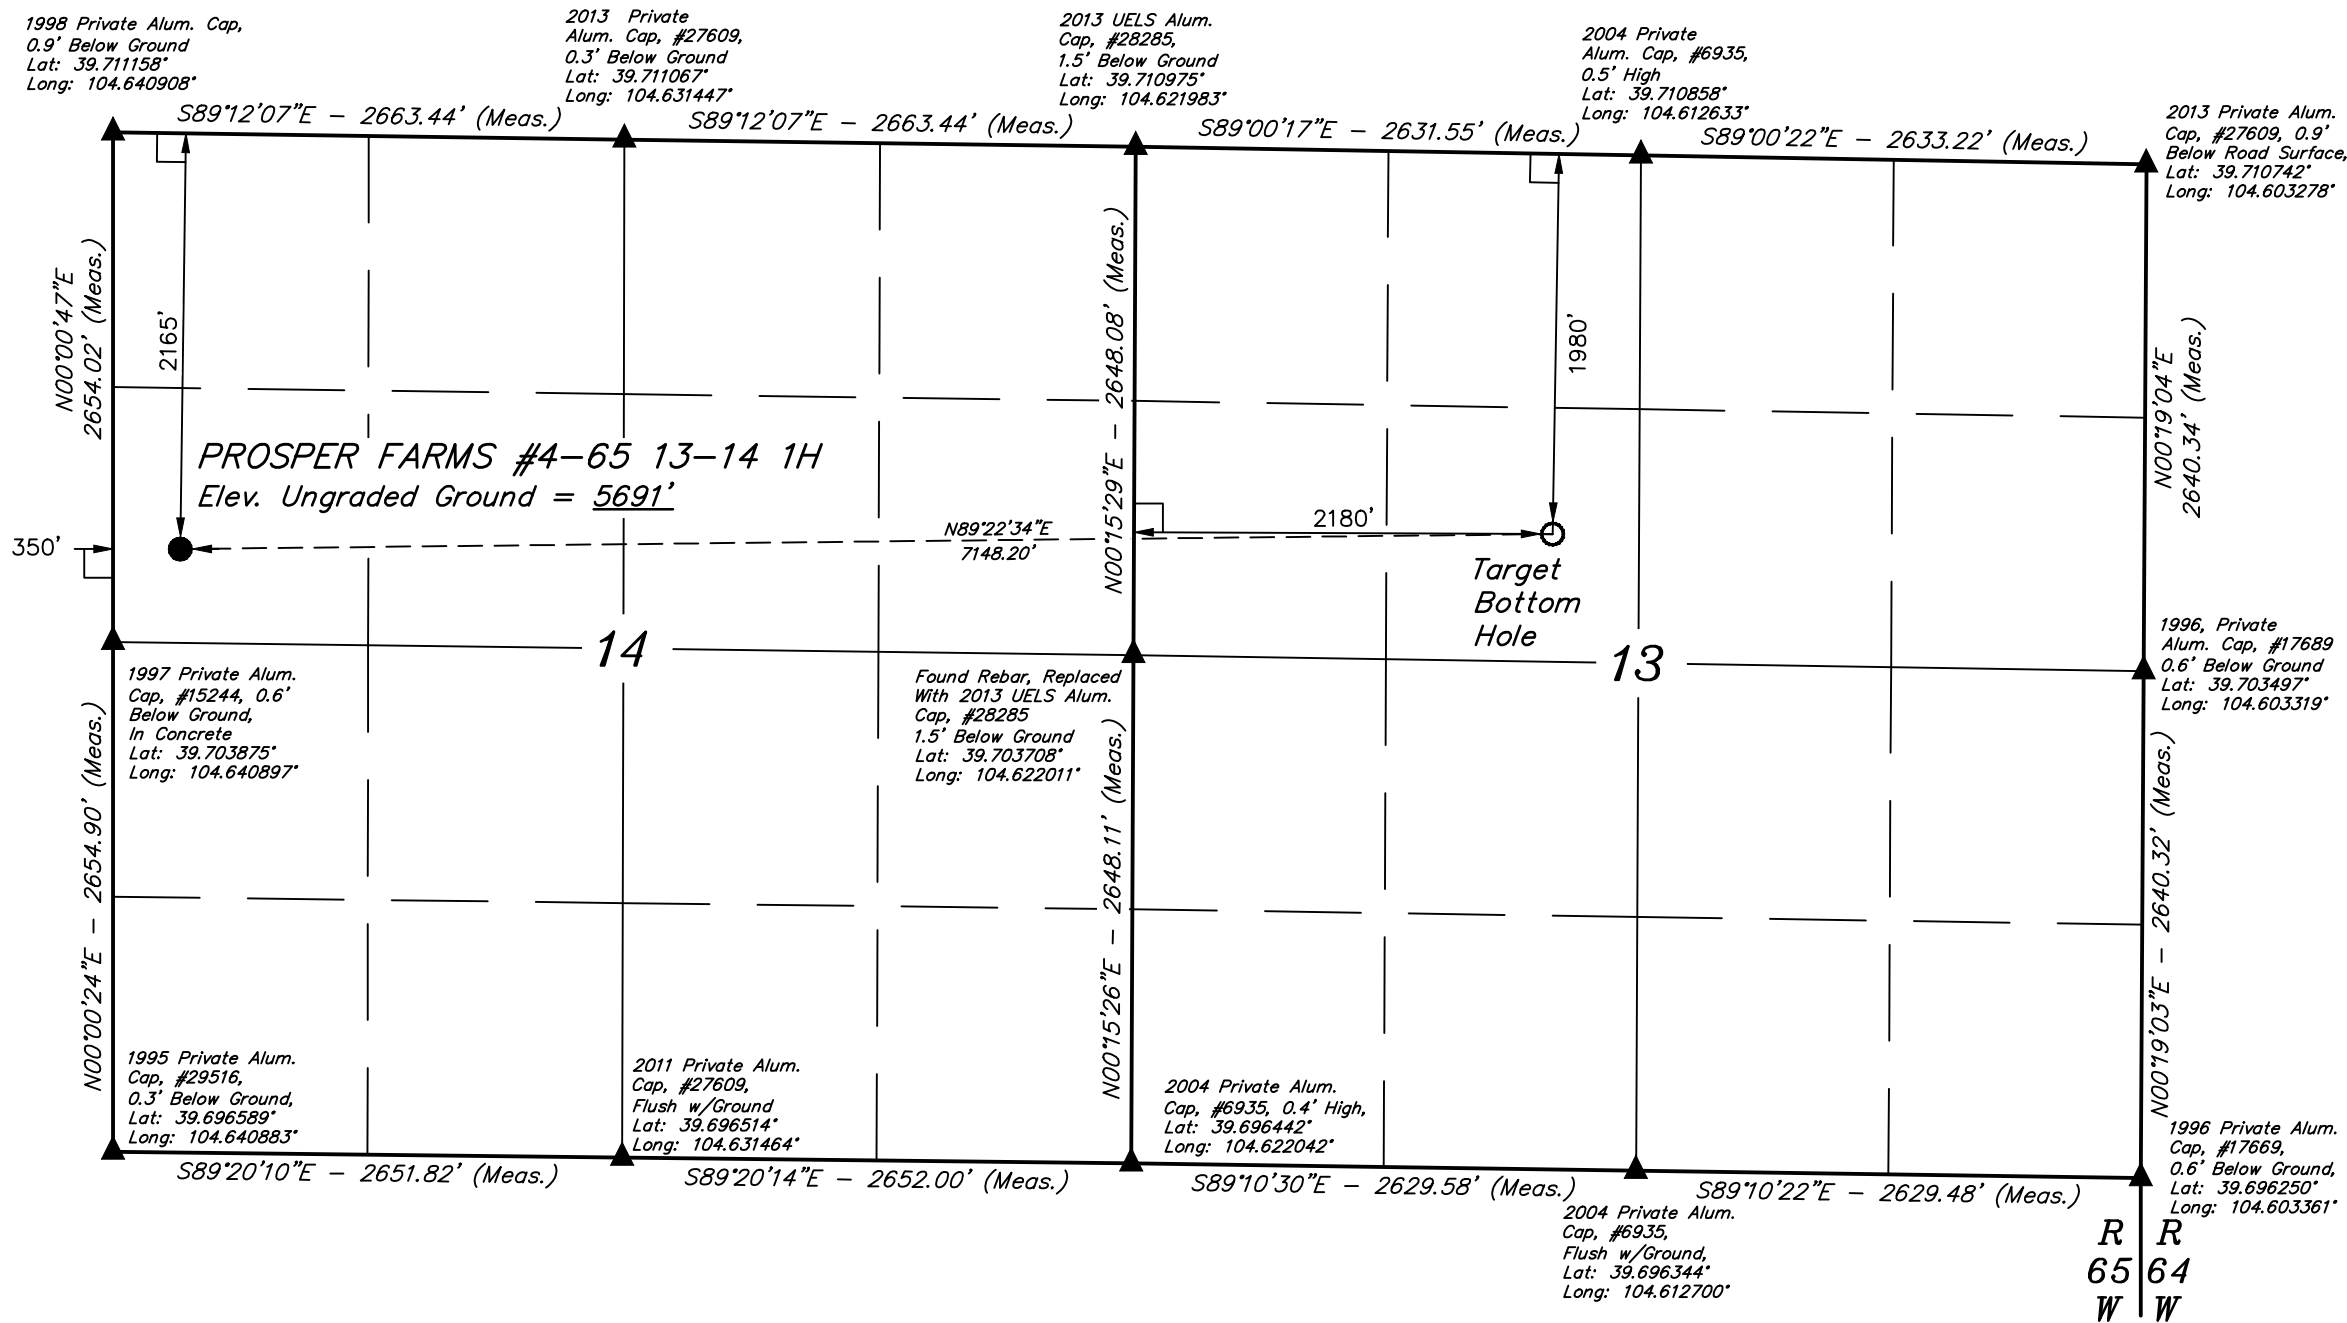 1998 Private Alum. Cap,
0.9' Below Ground
Lat: 39.711158°
Long: 104.640908°
2013 Private
Alum. Cap, #27609,
0.3' Below Ground
Lat: 39.711067°
Long: 104.631447°
2013 UELS Alum.
Cap, #28285,
1.5' Below Ground
Lat: 39.710975°
Long: 104.621983°
2004 Private
Alum. Cap, #6935,
0.5' High
Lat: 39.710858°
Long: 104.612633°
2013 Private Alum.
Cap, #27609, 0.9'
Below Road Surface,
Lat: 39.710742°
Long: 104.603278°
S89°12'07"E - 2663.44' (Meas.)
S89°12'07"E - 2663.44' (Meas.)
S89°00'17"E - 2631.55' (Meas.)
S89°00'22"E - 2633.22' (Meas.)
N00°00'47"E
2654.02' (Meas.)
2165'
N00°15'29"E - 2648.08' (Meas.)
1980'
N00°19'04"E
2640.34' (Meas.)
PROSPER FARMS #4-65 13-14 1H
Elev. Ungraded Ground = 5691'
350'
N89°22'34"E
7148.20'
2180'
Target
Bottom
Hole
14
13
1997 Private Alum.
Cap, #15244, 0.6'
Below Ground,
In Concrete
Lat: 39.703875°
Long: 104.640897°
Found Rebar, Replaced
With 2013 UELS Alum.
Cap, #28285
1.5' Below Ground
Lat: 39.703708°
Long: 104.622011°
1996, Private
Alum. Cap, #17689
0.6' Below Ground
Lat: 39.703497°
Long: 104.603319°
N00°00'24"E - 2654.90' (Meas.)
N00°15'26"E - 2648.11' (Meas.)
N00°19'03"E - 2640.32' (Meas.)
1995 Private Alum.
Cap, #29516,
0.3' Below Ground,
Lat: 39.696589°
Long: 104.640883°
2011 Private Alum.
Cap, #27609,
Flush w/Ground
Lat: 39.696514°
Long: 104.631464°
2004 Private Alum.
Cap, #6935, 0.4' High,
Lat: 39.696442°
Long: 104.622042°
1996 Private Alum.
Cap, #17669,
0.6' Below Ground,
Lat: 39.696250°
Long: 104.603361°
S89°20'10"E - 2651.82' (Meas.)
S89°20'14"E - 2652.00' (Meas.)
S89°10'30"E - 2629.58' (Meas.)
S89°10'22"E - 2629.48' (Meas.)
2004 Private Alum.
Cap, #6935,
Flush w/Ground,
Lat: 39.696344°
Long: 104.612700°
R R
65 64
W W